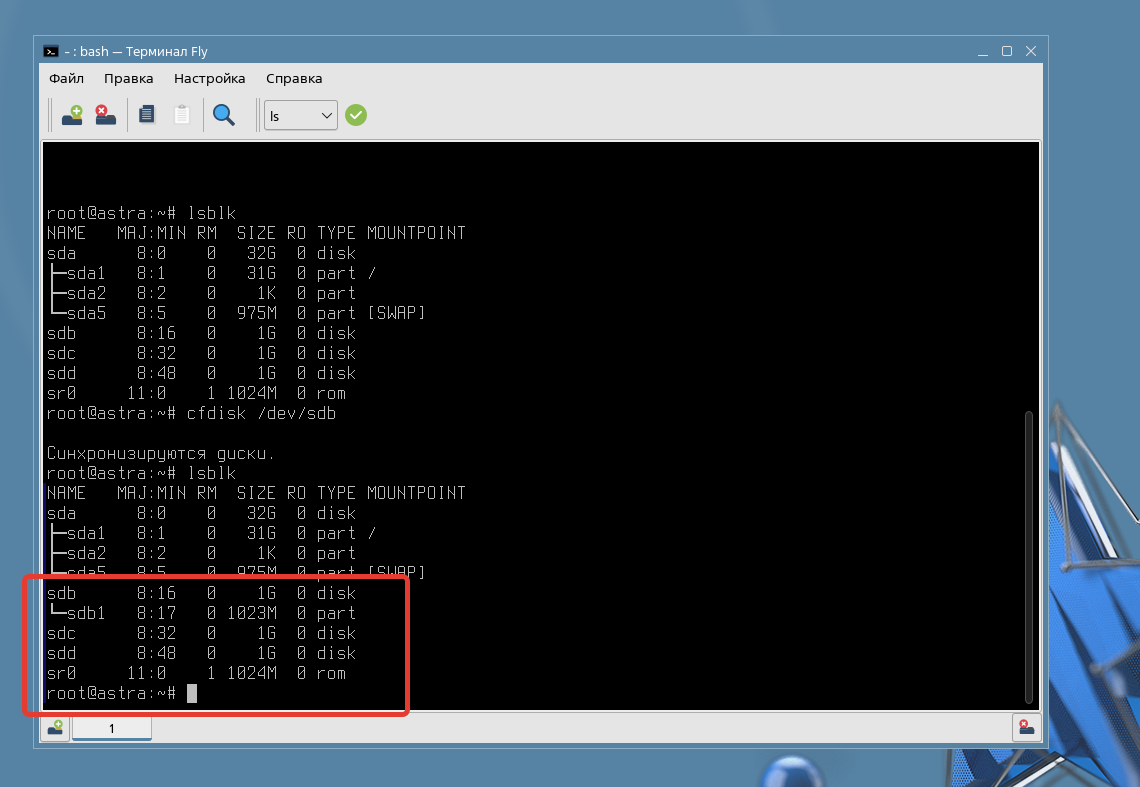 - : bash — Терминал Fly
Файл Правка Настройка Справка
ls
root@astra:~# lsblk
NAME   MAJ:MIN RM  SIZE RO TYPE MOUNTPOINT
sda      8:0    0   32G  0 disk
├─sda1   8:1    0   31G  0 part /
├─sda2   8:2    0    1K  0 part
└─sda5   8:5    0  975M  0 part [SWAP]
sdb      8:16   0    1G  0 disk
sdc      8:32   0    1G  0 disk
sdd      8:48   0    1G  0 disk
sr0     11:0    1 1024M  0 rom
root@astra:~# cfdisk /dev/sdb
Синхронизируются диски.
root@astra:~# lsblk
NAME   MAJ:MIN RM  SIZE RO TYPE MOUNTPOINT
sda      8:0    0   32G  0 disk
├─sda1   8:1    0   31G  0 part /
├─sda2   8:2    0    1K  0 part
└─sda5   8:5    0  975M  0 part [SWAP]
sdb      8:16   0    1G  0 disk
└─sdb1   8:17   0 1023M  0 part
sdc      8:32   0    1G  0 disk
sdd      8:48   0    1G  0 disk
sr0     11:0    1 1024M  0 rom
root@astra:~#
1